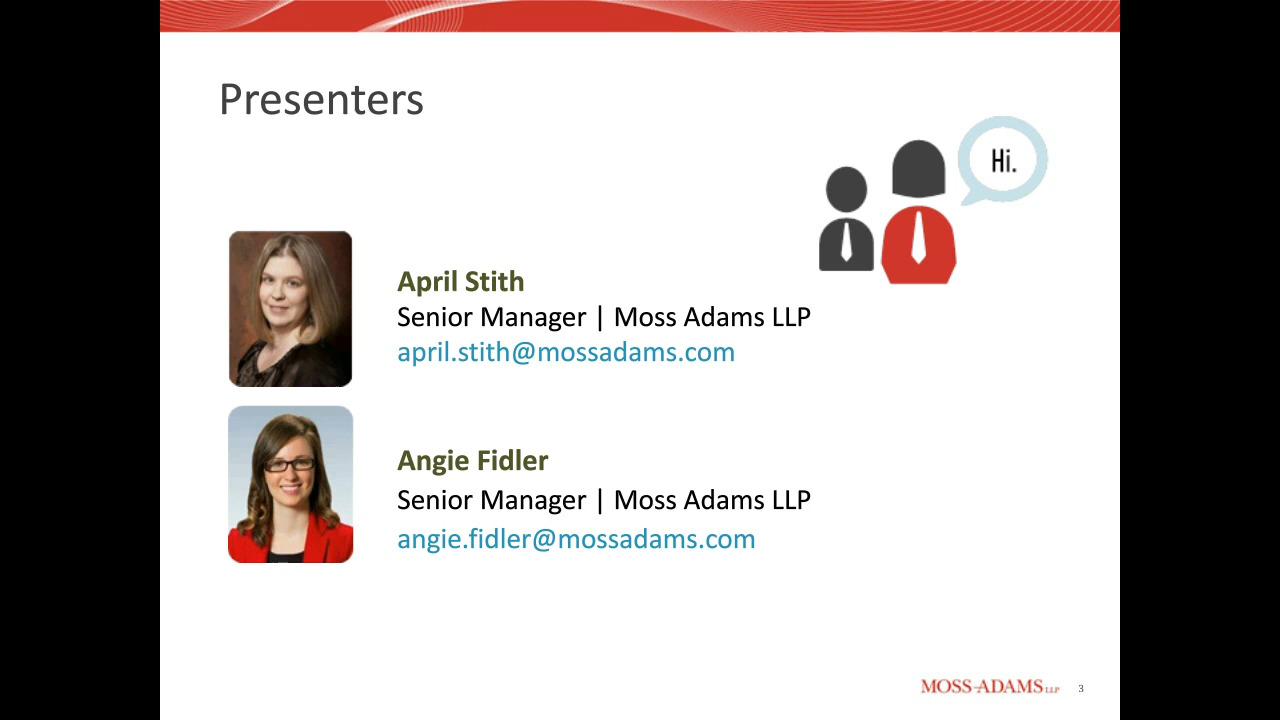 Presenters
Hi.
April Stith
Senior Manager | Moss Adams LLP
april.stith@mossadams.com
Angie Fidler
Senior Manager | Moss Adams LLP
angie.fidler@mossadams.com
MOSS-ADAMS LLP
3